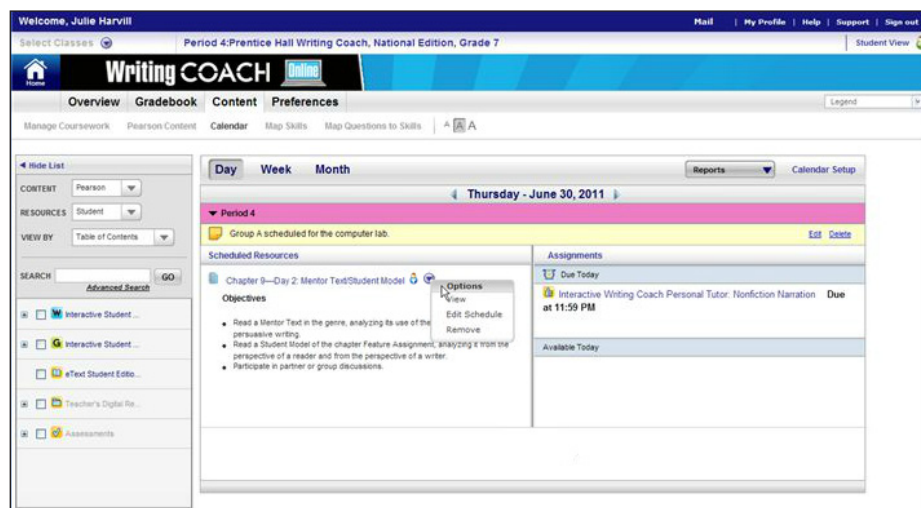 Welcome, Julie Harvill
Mail | My Profile | Help | Support | Sign out
Select Classes
Period 4:Prentice Hall Writing Coach, National Edition, Grade 7
Student View
Home
Writing COACH Online
Overview Gradebook Content Preferences
Legend
Manage Coursework Pearson Content Calendar Map Skills Map Questions to Skills A A A
Hide List
CONTENT Pearson
RESOURCES Student
VIEW BY Table of Contents
SEARCH GO
Advanced Search
W Interactive Student ...
G Interactive Student ...
eText Student Editio...
Teacher's Digital Re...
Assessments
Day Week Month
Reports
Calendar Setup
Thursday - June 30, 2011
Period 4
Group A scheduled for the computer lab.
Edit Delete
Scheduled Resources
Chapter 9—Day 2: Mentor Text/Student Model
Objectives
Read a Mentor Text in the genre, analyzing its use of the
persuasive writing.
Read a Student Model of the chapter Feature Assignment, analyzing it from the
perspective of a reader and from the perspective of a writer.
Participate in partner or group discussions.
Options
View
Edit Schedule
Remove
Assignments
Due Today
Interactive Writing Coach Personal Tutor: Nonfiction Narration Due
at 11:59 PM
Available Today